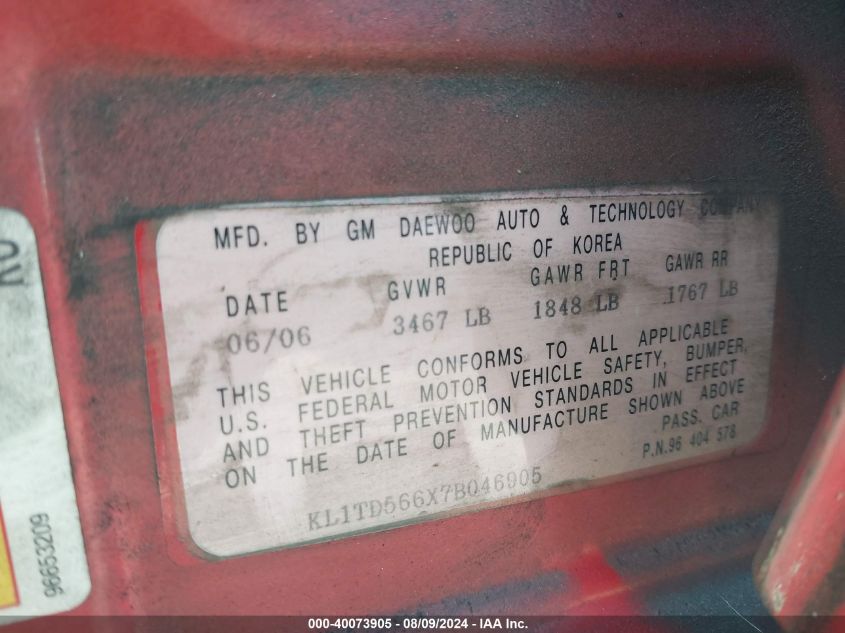 MFD. BY GM DAEWOO AUTO & TECHNOLOGY COMPANY
REPUBLIC OF KOREA
DATE GVWR GAWR FRT GAWR RR
06/06 3467 LB 1848 LB 1767 LB
THIS VEHICLE CONFORMS TO ALL APPLICABLE
U.S. FEDERAL MOTOR VEHICLE SAFETY, BUMPER,
AND THEFT PREVENTION STANDARDS IN EFFECT
ON THE DATE OF MANUFACTURE SHOWN ABOVE
PASS. CAR
P.N.96 404 578
KL1TD566X7B046905
96653209
000-40073905 - 08/09/2024 - IAA Inc.